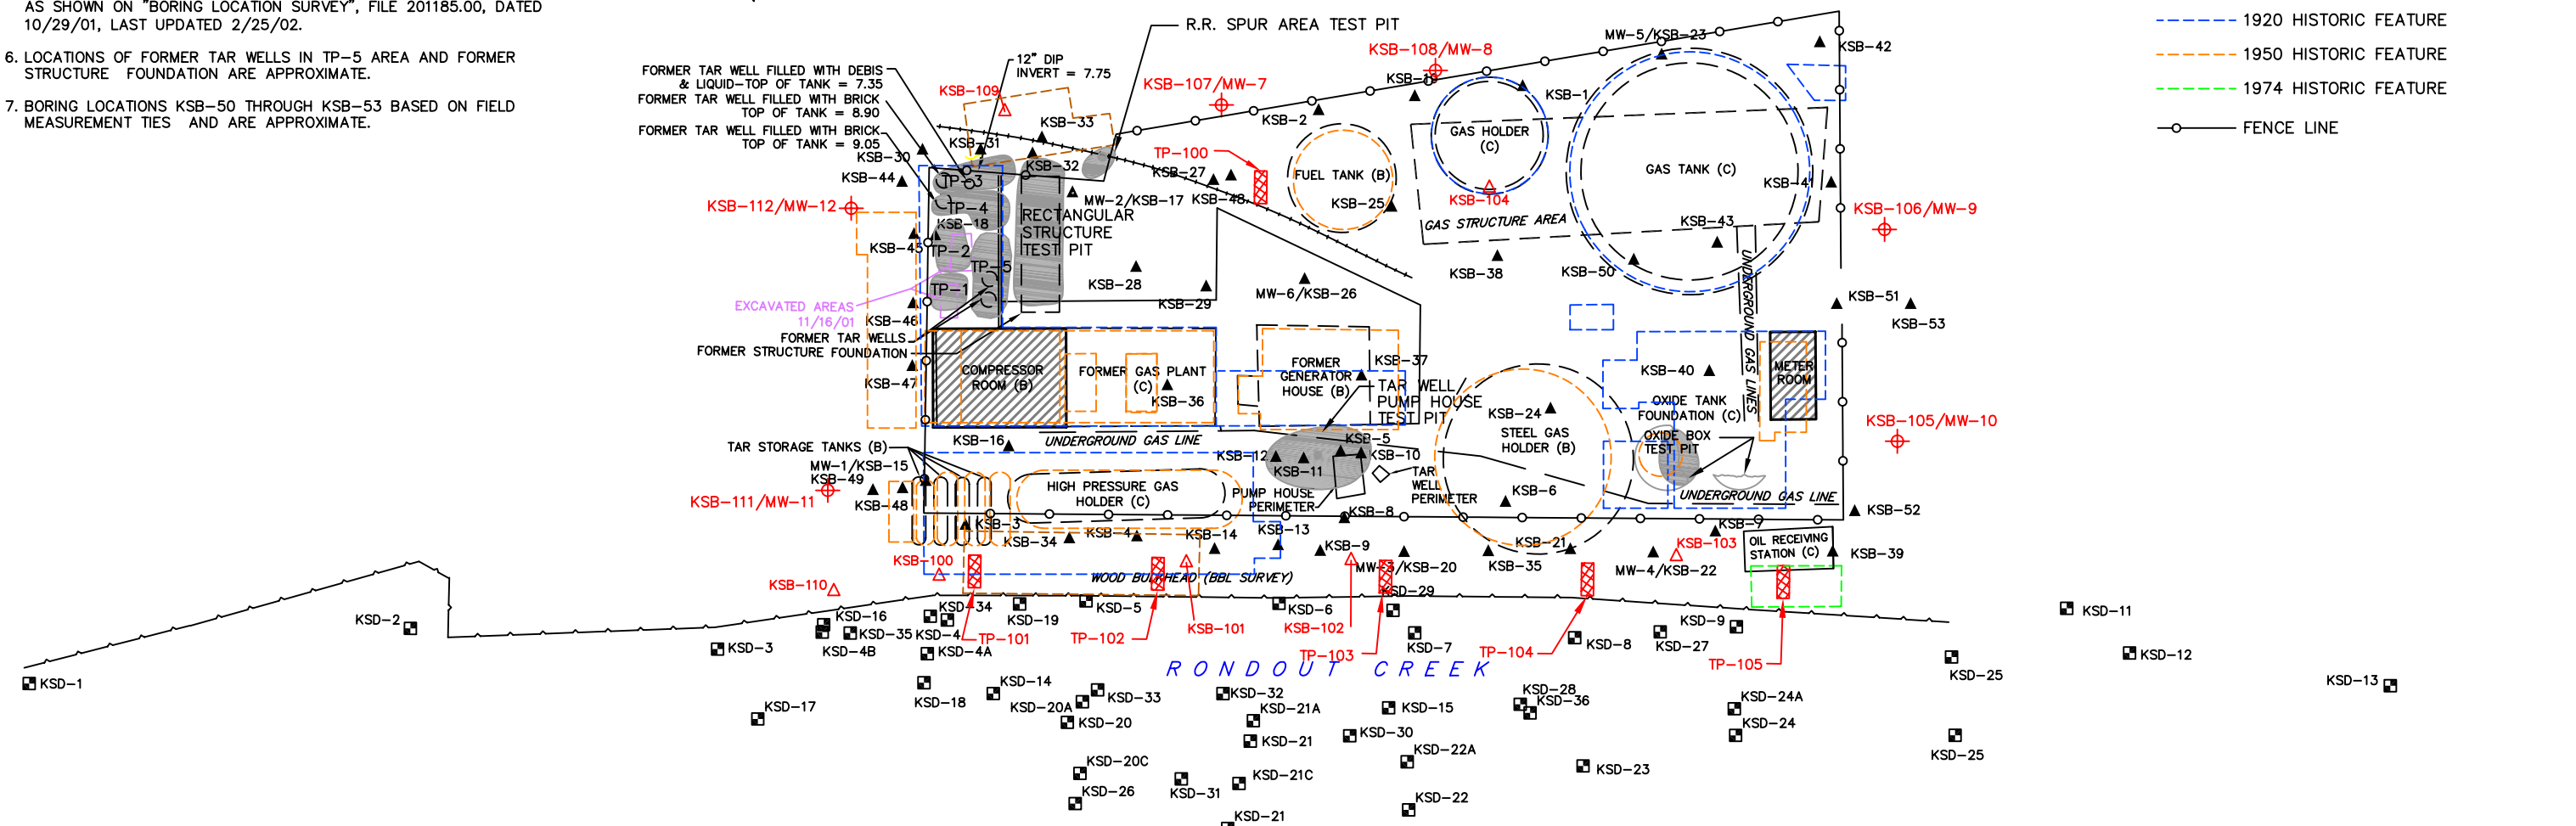 AS SHOWN ON "BORING LOCATION SURVEY", FILE 201185.00, DATED
10/29/01, LAST UPDATED 2/25/02.
6. LOCATIONS OF FORMER TAR WELLS IN TP-5 AREA AND FORMER
STRUCTURE FOUNDATION ARE APPROXIMATE.
7. BORING LOCATIONS KSB-50 THROUGH KSB-53 BASED ON FIELD
MEASUREMENT TIES AND ARE APPROXIMATE.
1920 HISTORIC FEATURE
1950 HISTORIC FEATURE
1974 HISTORIC FEATURE
FENCE LINE
R.R. SPUR AREA TEST PIT
12" DIP
INVERT = 7.75
FORMER TAR WELL FILLED WITH DEBIS
& LIQUID-TOP OF TANK = 7.35
FORMER TAR WELL FILLED WITH BRICK
TOP OF TANK = 8.90
FORMER TAR WELL FILLED WITH BRICK
TOP OF TANK = 9.05
KSB-109
KSB-107/MW-7
KSB-108/MW-8
MW-5/KSB-23
KSB-42
KSB-1
KSB-2
KSB-33
KSB-31
KSB-30
KSB-32
KSB-44
TP-3
TP-4
KSB-18
KSB-45
TP-2
TP-5
TP-1
MW-2/KSB-17
RECTANGULAR
STRUCTURE
TEST PIT
TP-100
KSB-27
KSB-48
FUEL TANK (B)
KSB-25
GAS HOLDER
(C)
KSB-104
GAS STRUCTURE AREA
GAS TANK (C)
KSB-41
KSB-43
KSB-106/MW-9
KSB-112/MW-12
KSB-28
KSB-29
MW-6/KSB-26
KSB-38
KSB-50
KSB-51
KSB-53
EXCAVATED AREAS
11/16/01
KSB-46
FORMER TAR WELLS
FORMER STRUCTURE FOUNDATION
KSB-47
COMPRESSOR
ROOM (B)
FORMER GAS PLANT
(C)
KSB-36
FORMER
GENERATOR
HOUSE (B)
KSB-37
TAR WELL
PUMP HOUSE
TEST PIT
KSB-40
UNDERGROUND GAS LINES
METER
ROOM
OXIDE TANK
FOUNDATION (C)
OXIDE BOX
TEST PIT
KSB-24
STEEL GAS
HOLDER (B)
KSB-105/MW-10
KSB-16
UNDERGROUND GAS LINE
TAR STORAGE TANKS (B)
MW-1/KSB-15
KSB-49
KSB-48
KSB-111/MW-11
HIGH PRESSURE GAS
HOLDER (C)
KSB-12
KSB-11
KSB-5
KSB-10
PUMP HOUSE
PERIMETER
TAR
WELL
PERIMETER
KSB-6
KSB-8
UNDERGROUND GAS LINE
KSB-52
KSB-3
KSB-34
KSB-4
KSB-14
KSB-13
KSB-9
MW-3/KSB-20
KSB-35
KSB-21
MW-4/KSB-22
KSB-7
KSB-103
OIL RECEIVING
STATION (C)
KSB-39
KSB-100
KSB-110
WOOD BULKHEAD (BBL SURVEY)
KSD-29
KSD-2
KSD-16
KSD-34
KSD-35
KSD-4
KSD-4B
KSD-4A
KSD-19
KSD-5
TP-101
TP-102
KSB-101
KSD-6
KSB-102
TP-103
KSD-7
TP-104
KSD-8
KSD-27
KSD-9
TP-105
KSD-11
KSD-12
KSD-13
KSD-25
KSD-1
KSD-3
RONDOUT CREEK
KSD-17
KSD-18
KSD-14
KSD-20A
KSD-33
KSD-20
KSD-32
KSD-21A
KSD-21
KSD-15
KSD-30
KSD-28
KSD-36
KSD-24A
KSD-24
KSD-25
KSD-22A
KSD-23
KSD-20C
KSD-26
KSD-31
KSD-21C
KSD-22
KSD-21